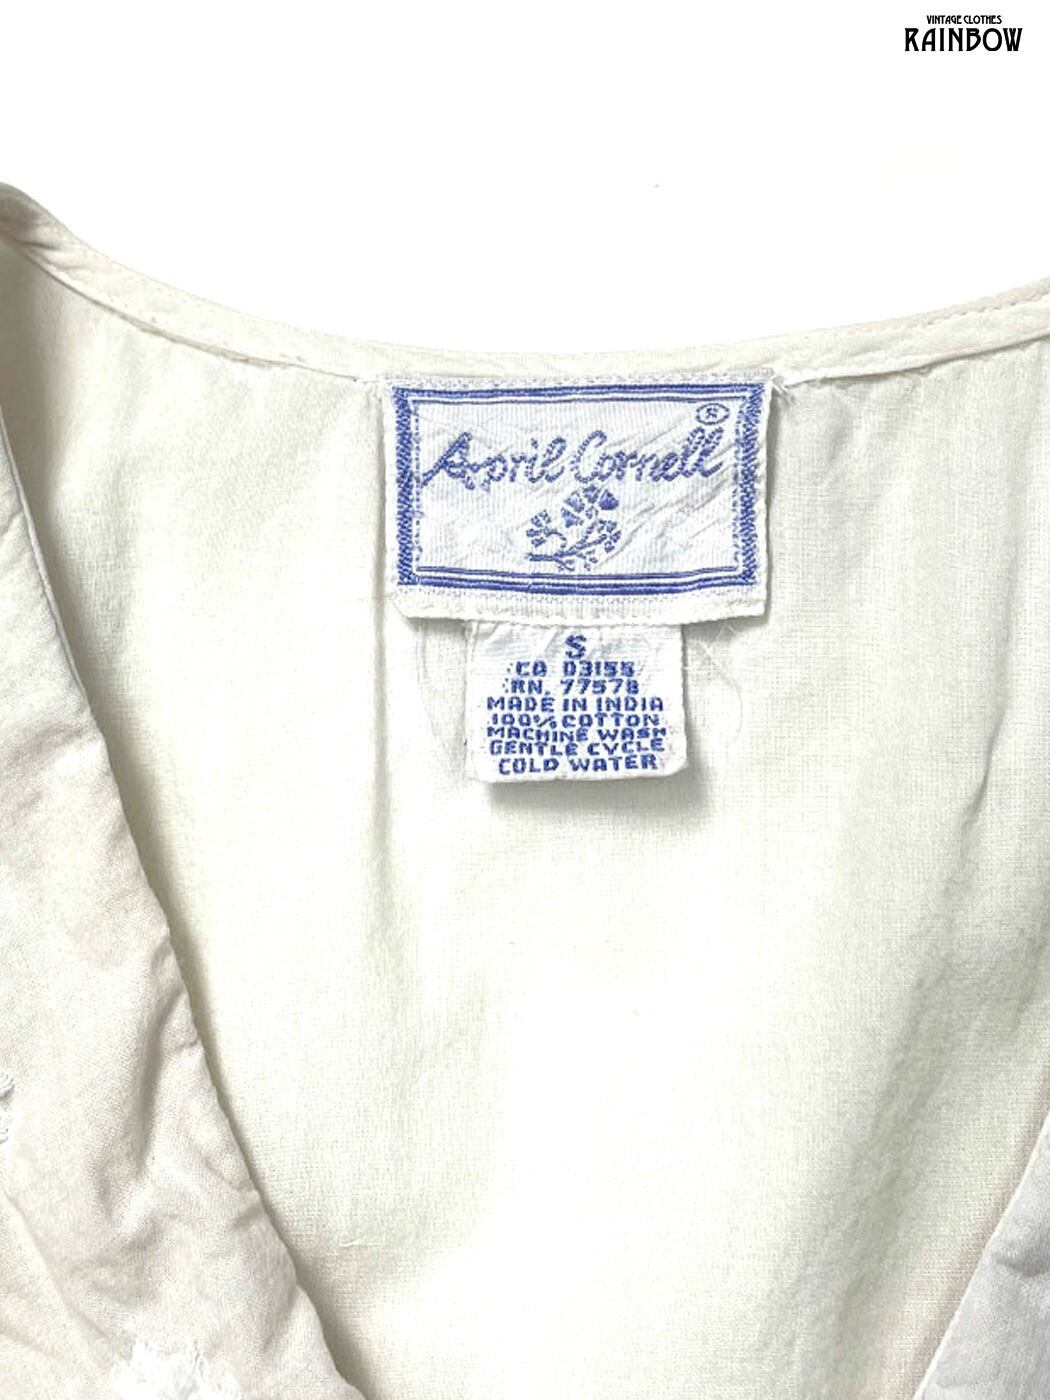 VINTAGE CLOTHES
RAINBOW
April Cornell ®
S
CA 03155
RN. 77578
MADE IN INDIA
100% COTTON
MACHINE WASH
GENTLE CYCLE
COLD WATER